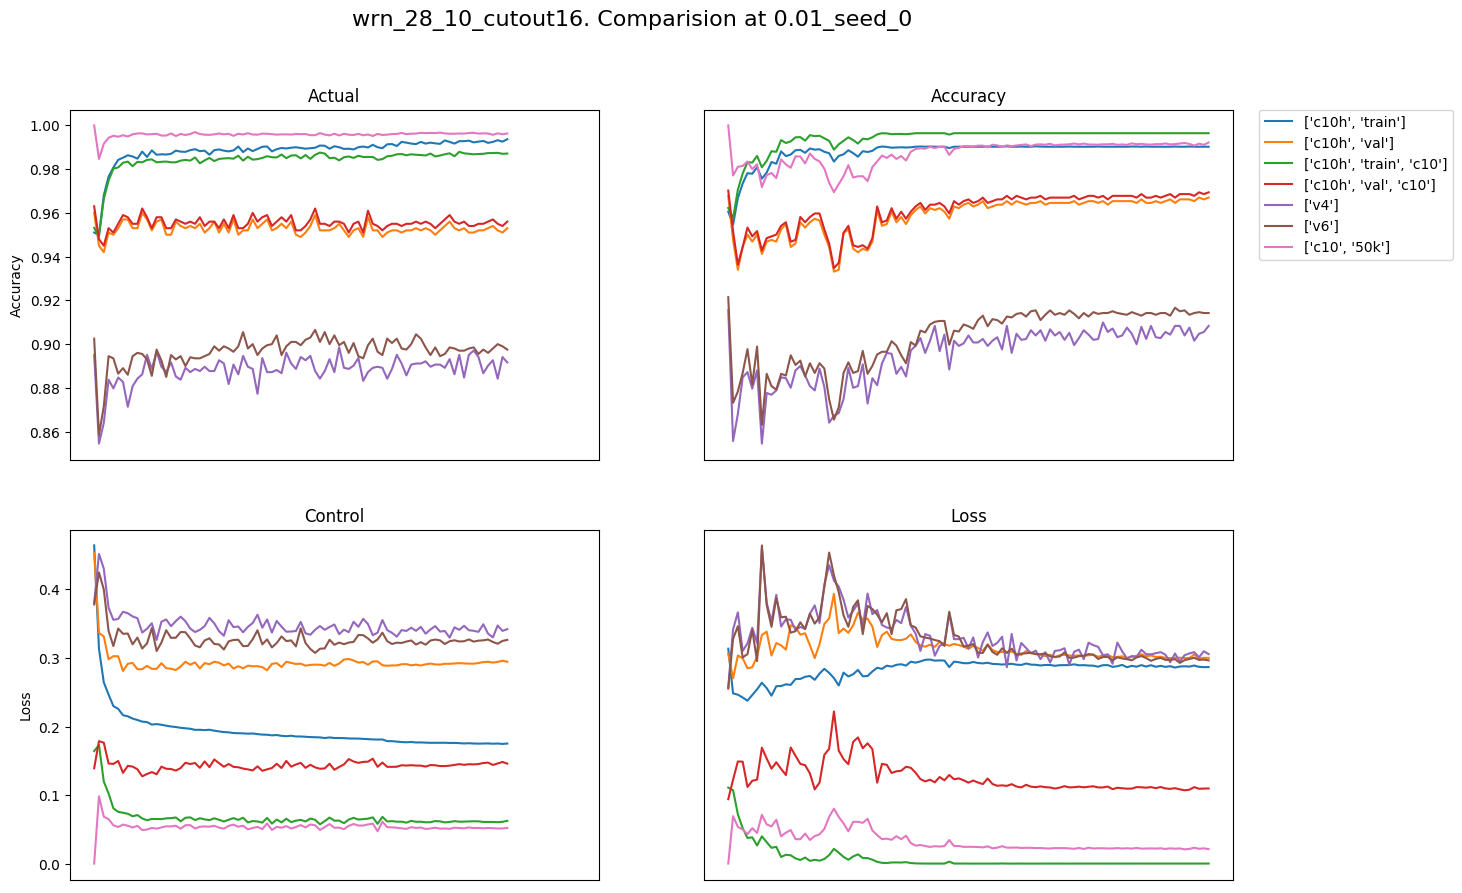 wrn_28_10_cutout16. Comparision at 0.01_seed_0
Actual
Accuracy
1.00
0.98
0.96
0.94
0.92
0.90
0.88
0.86
Accuracy
['c10h', 'train']
['c10h', 'val']
['c10h', 'train', 'c10']
['c10h', 'val', 'c10']
['v4']
['v6']
['c10', '50k']
Control
Loss
0.4
0.3
0.2
0.1
0.0
Loss